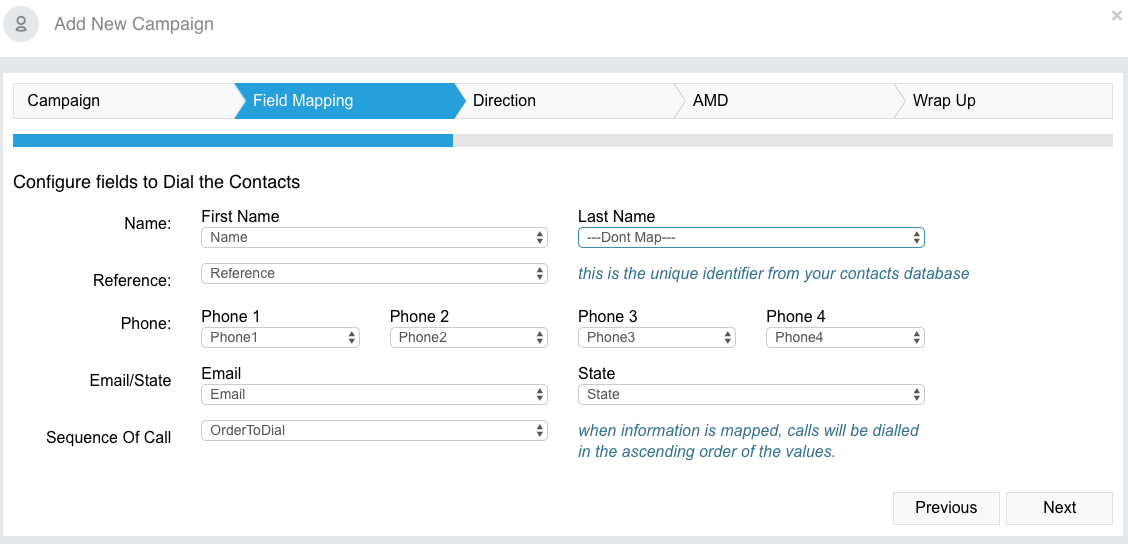 Add New Campaign
×
Campaign
Field Mapping
Direction
AMD
Wrap Up
Configure fields to Dial the Contacts
Name:
First Name
Name
Last Name
---Dont Map---
Reference:
Reference
this is the unique identifier from your contacts database
Phone:
Phone 1
Phone1
Phone 2
Phone2
Phone 3
Phone3
Phone 4
Phone4
Email/State
Email
Email
State
State
Sequence Of Call
OrderToDial
when information is mapped, calls will be dialled
in the ascending order of the values.
Previous
Next